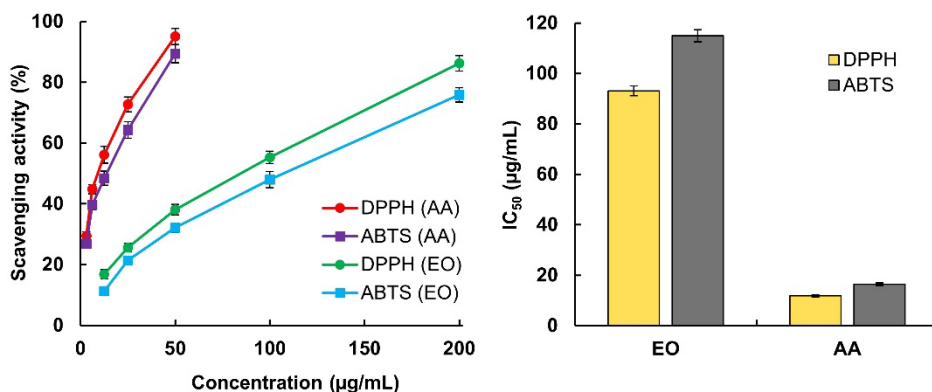 Scavenging activity (%)
100
80
60
40
20
0
DPPH (AA)
ABTS (AA)
DPPH (EO)
ABTS (EO)
0 50 100 150 200
Concentration (µg/mL)
IC₅₀ (µg/mL)
120
100
80
60
40
20
0
DPPH
ABTS
EO AA